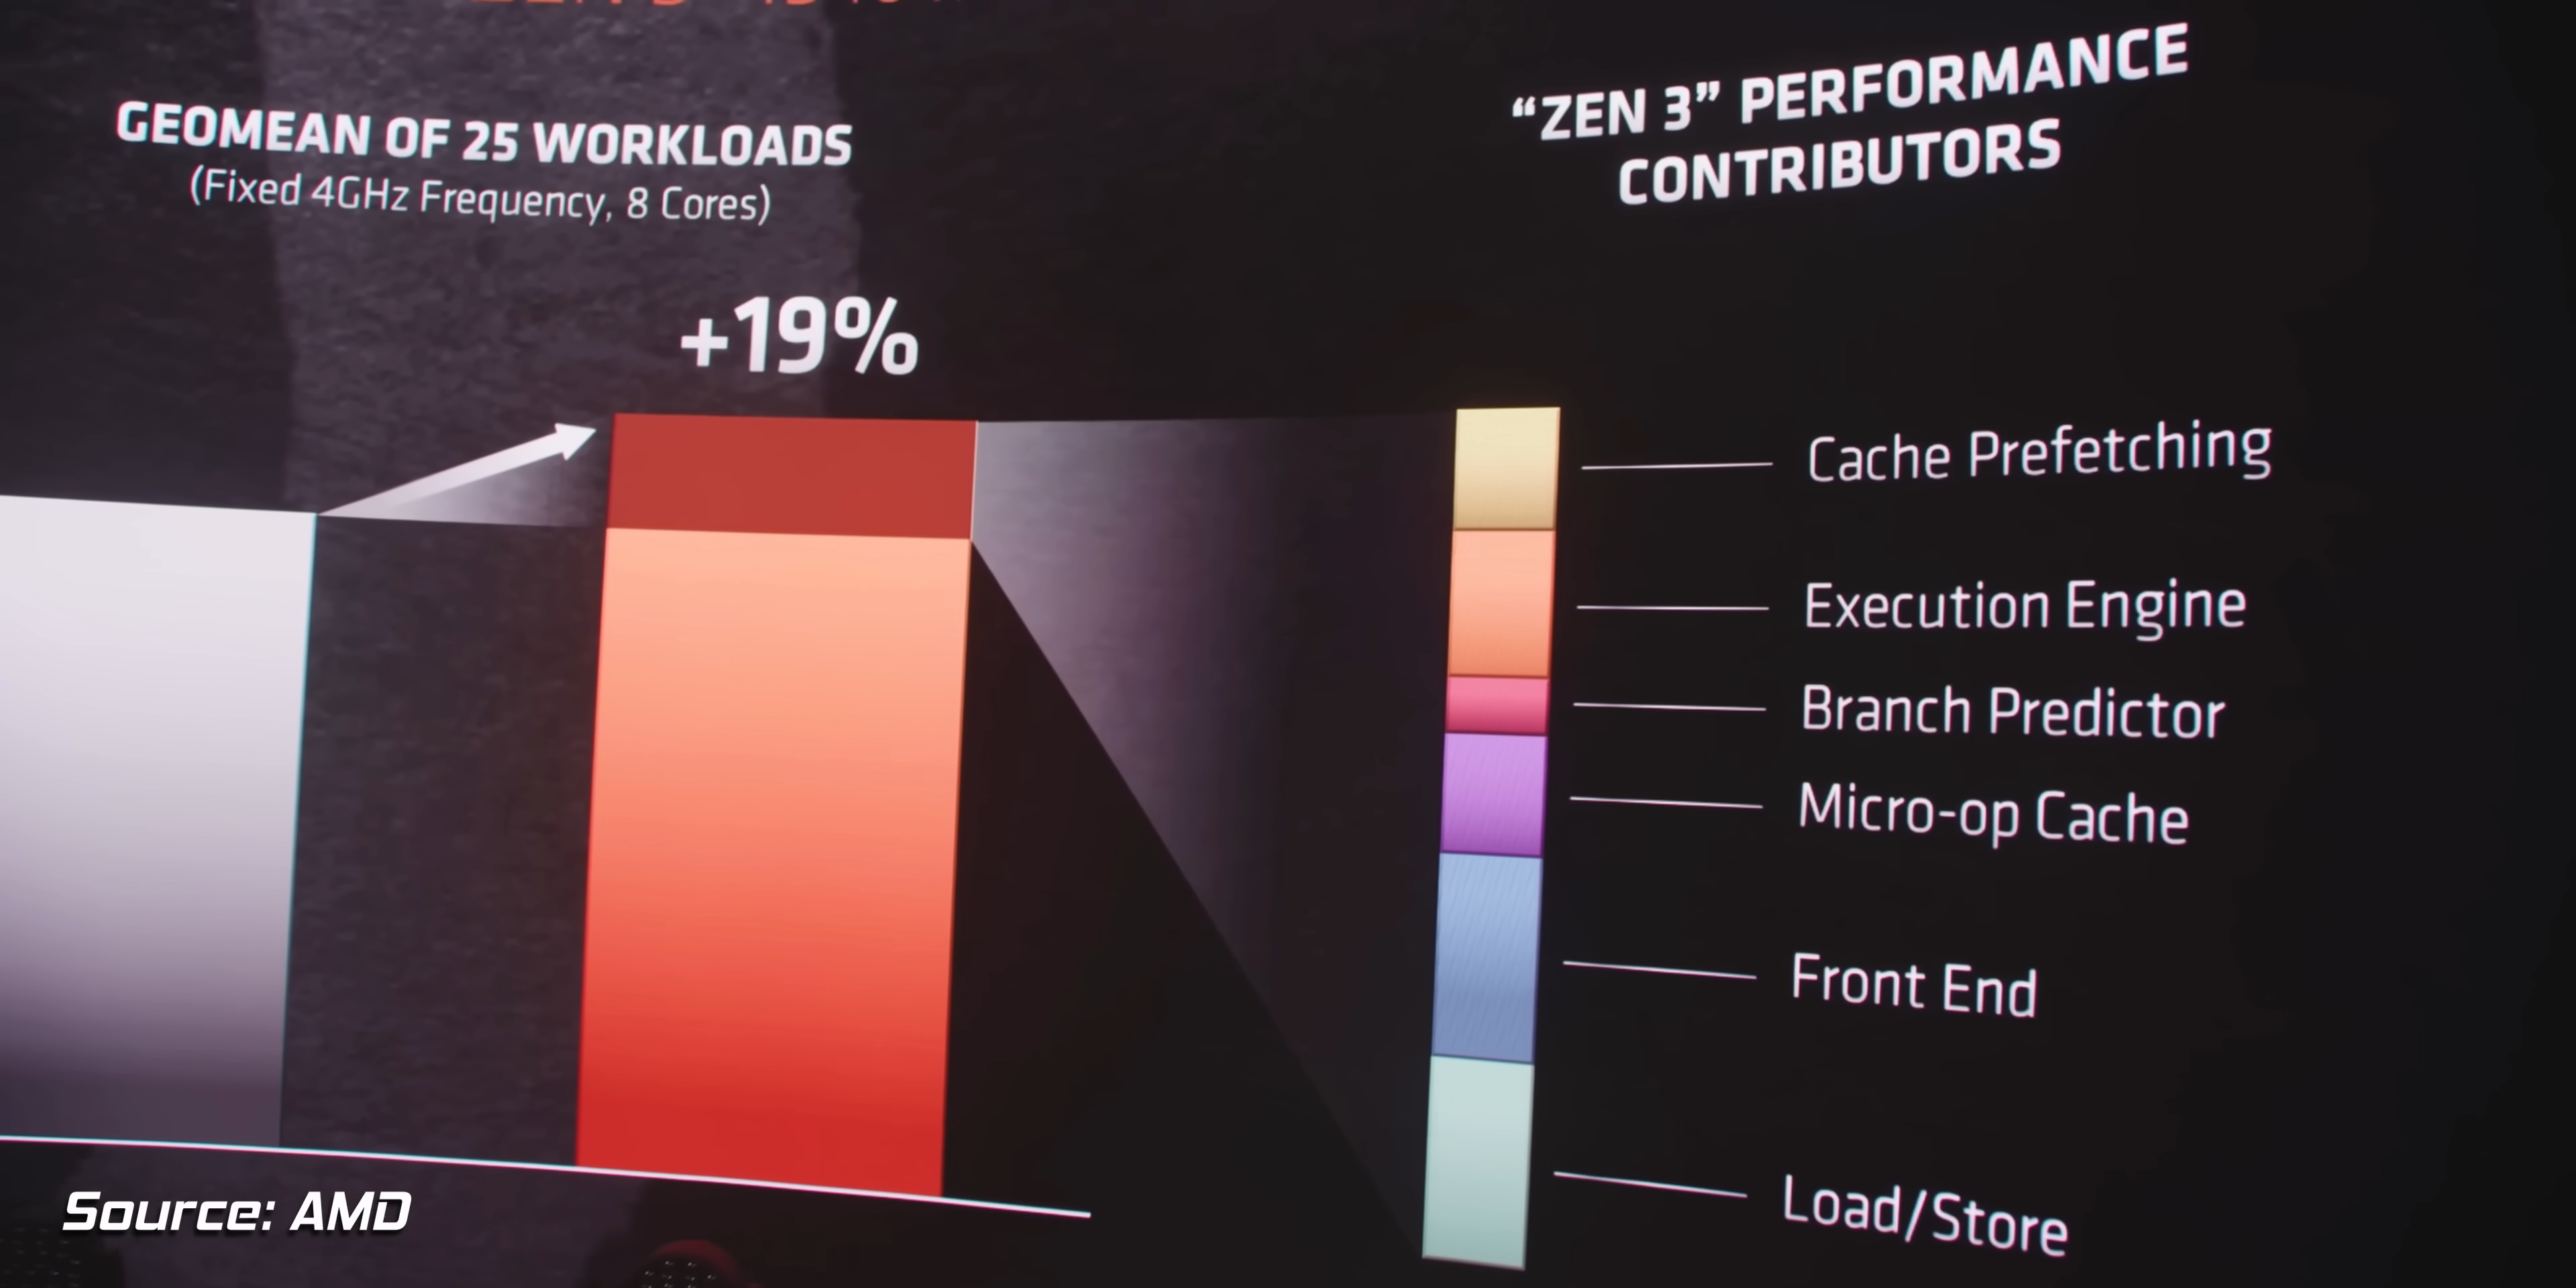 GEOMEAN OF 25 WORKLOADS
(Fixed 4GHz Frequency, 8 Cores)
+19%
“ZEN 3” PERFORMANCE
CONTRIBUTORS
Cache Prefetching
Execution Engine
Branch Predictor
Micro-op Cache
Front End
Load/Store
Source: AMD